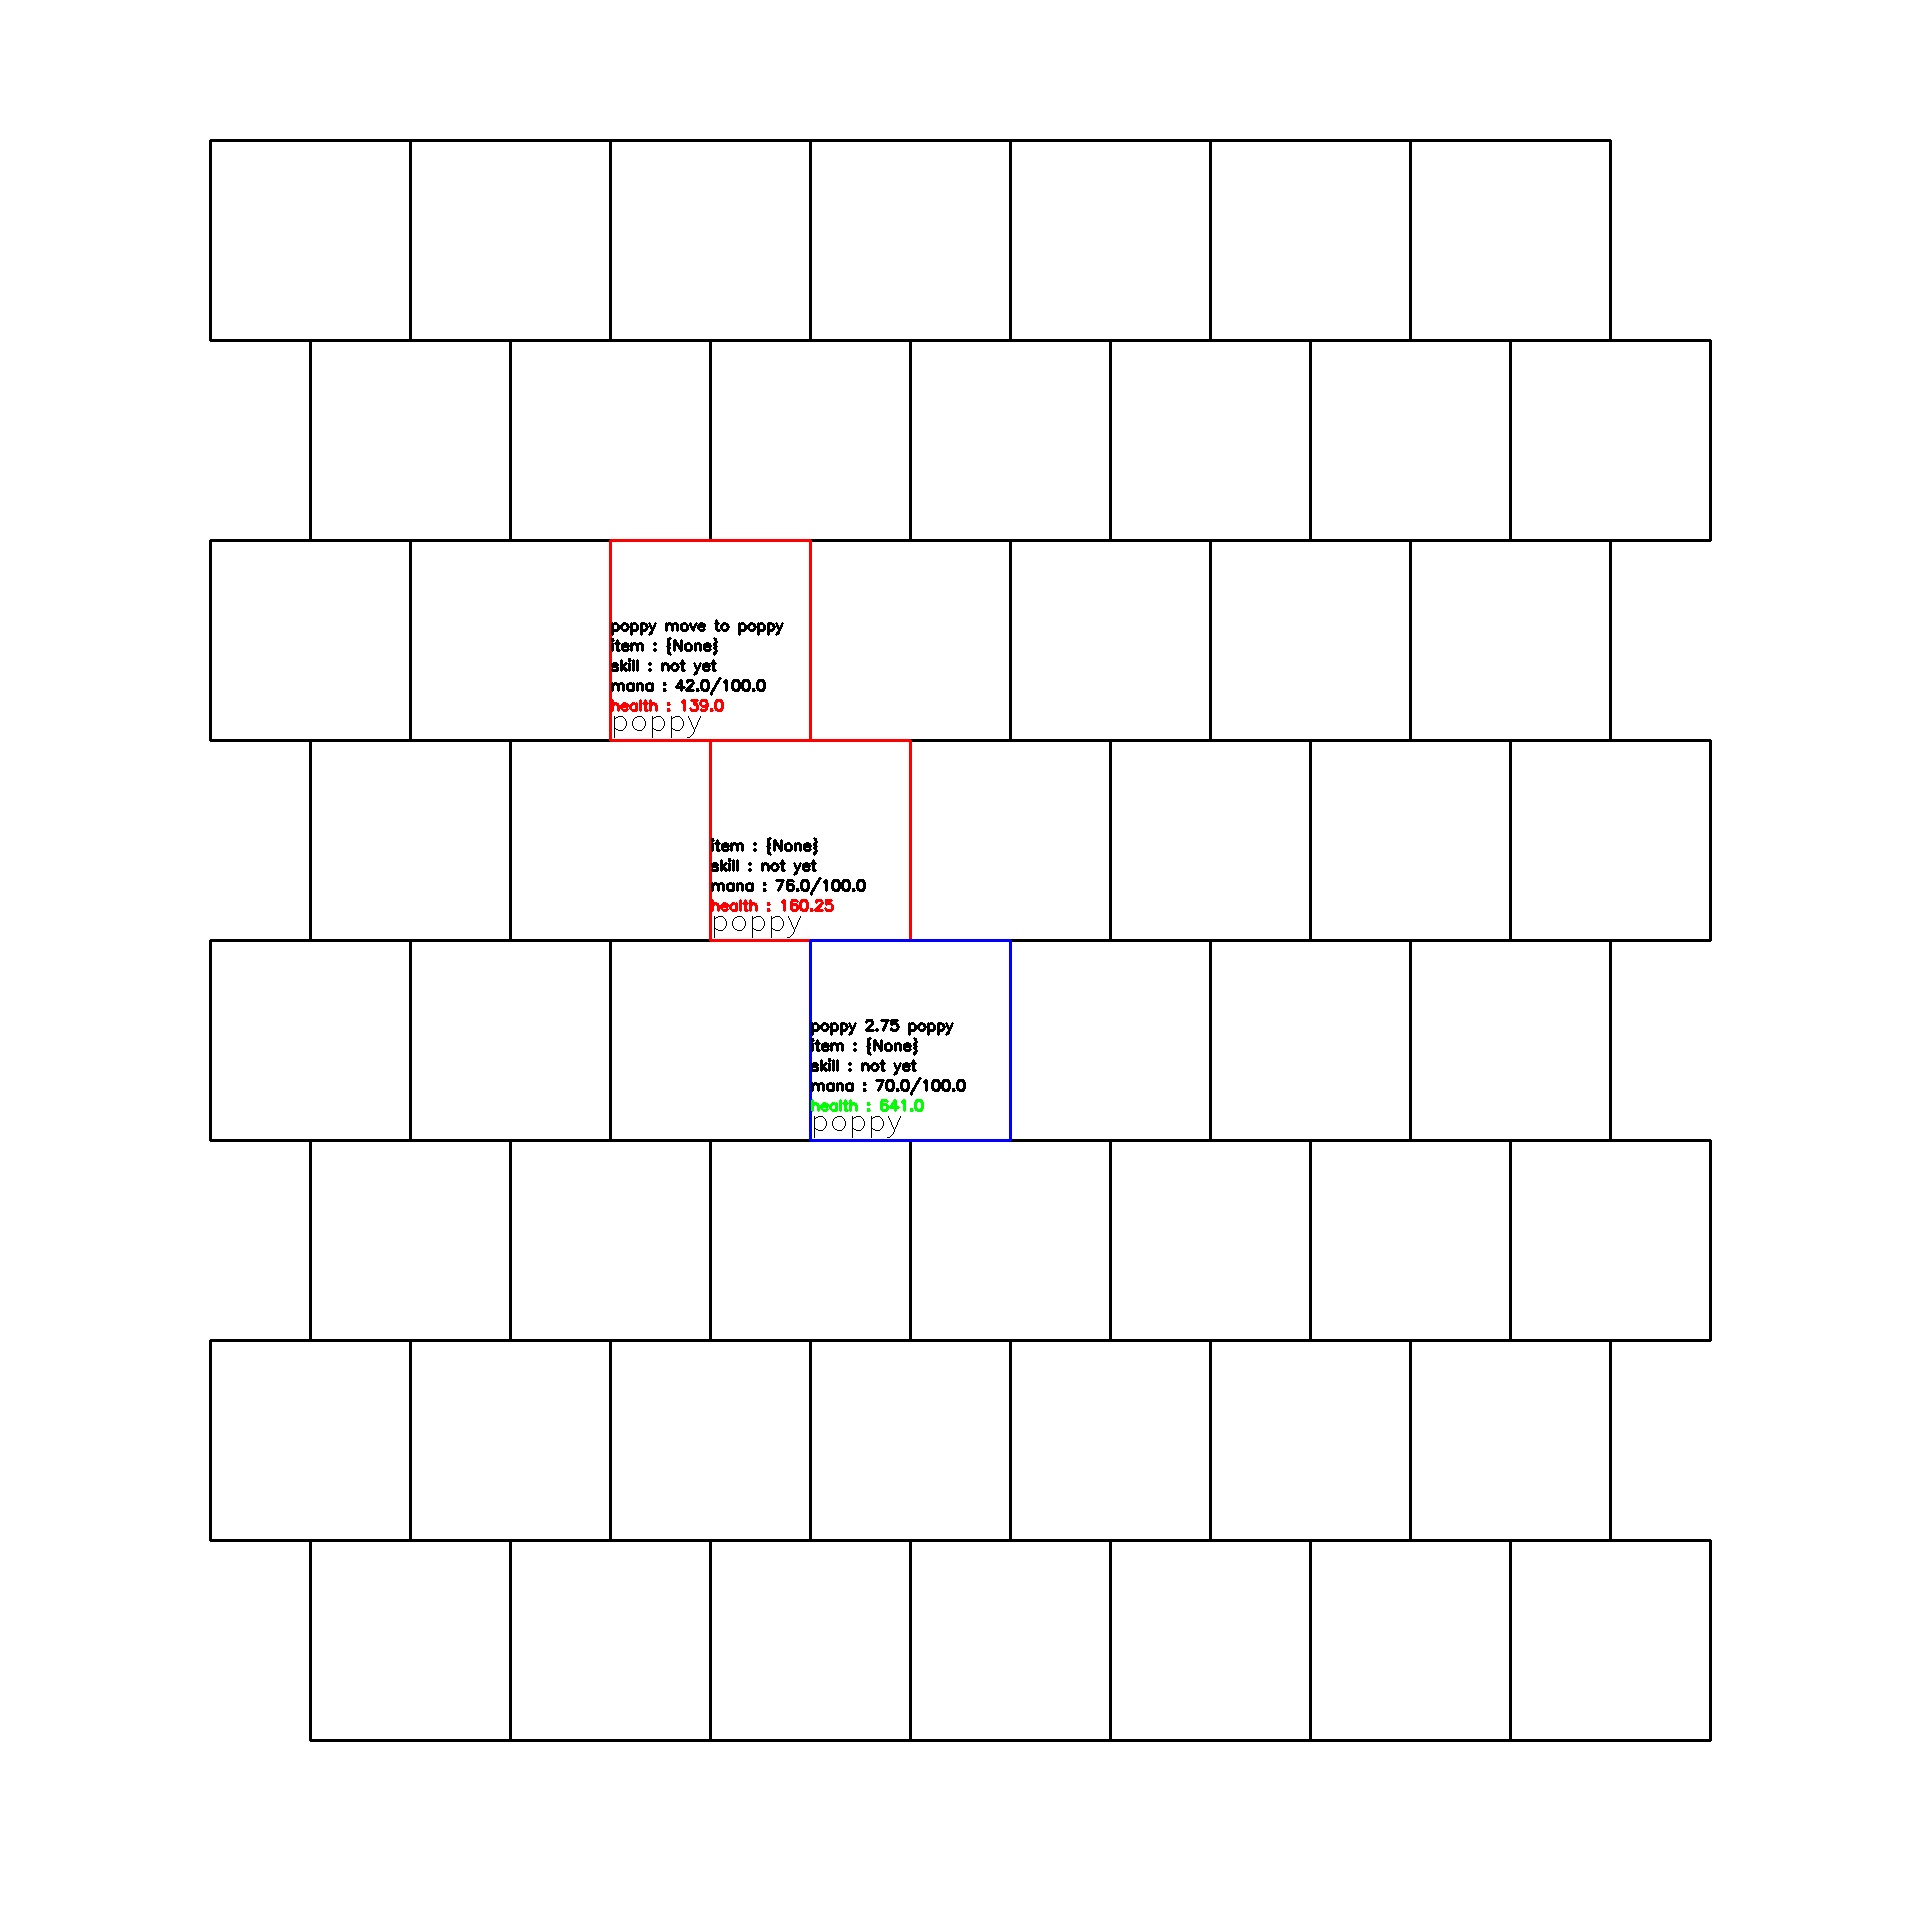 poppy move to poppy
item : {None}
skill : not yet
mana : 42.0/100.0
health : 139.0
poppy
item : {None}
skill : not yet
mana : 76.0/100.0
health : 160.25
poppy
poppy 2.75 poppy
item : {None}
skill : not yet
mana : 70.0/100.0
health : 641.0
poppy